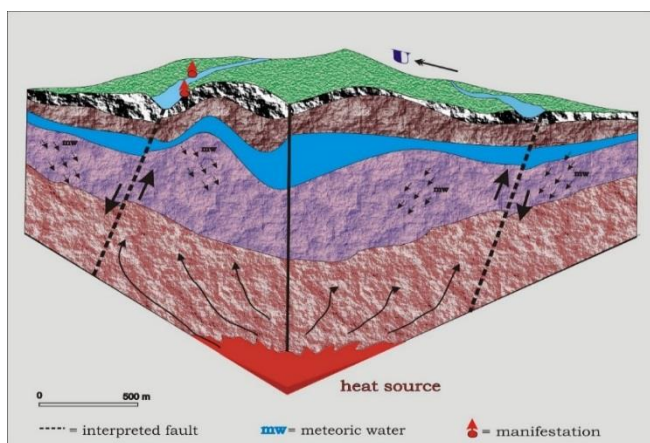 U
mw
mw
mw
mw
heat source
0 500 m
= interpreted fault
mw= meteoric water
= manifestation